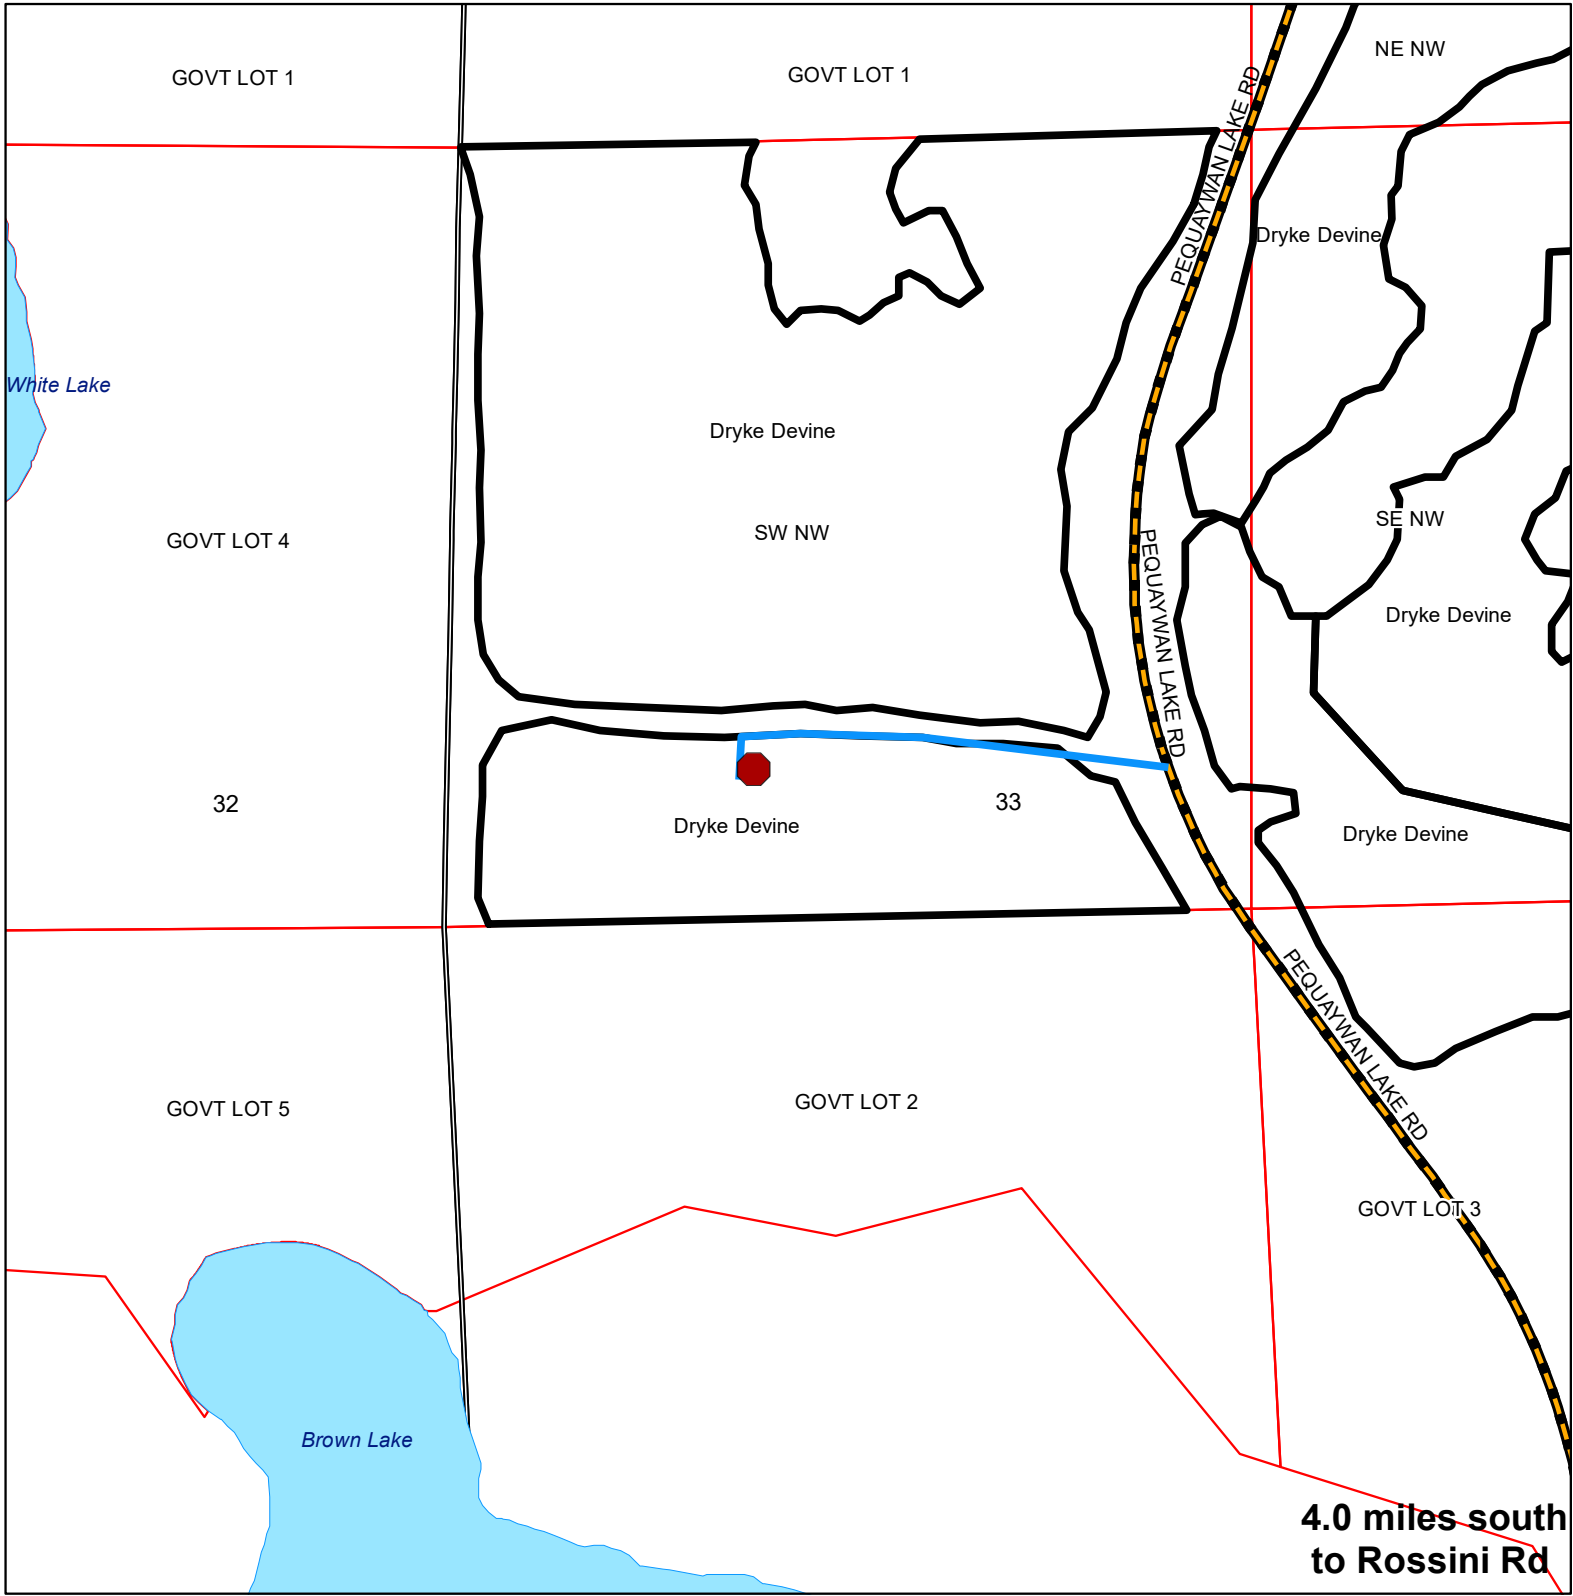 NE NW
GOVT LOT 1
GOVT LOT 1
PEQUAYWAN LAKE RD
Dryke Devine
White Lake
Dryke Devine
SE NW
SW NW
GOVT LOT 4
Dryke Devine
PEQUAYWAN LAKE RD
32
33
Dryke Devine
Dryke Devine
PEQUAYWAN LAKE RD
GOVT LOT 5
GOVT LOT 2
GOVT LOT 3
Brown Lake
4.0 miles south
to Rossini Rd